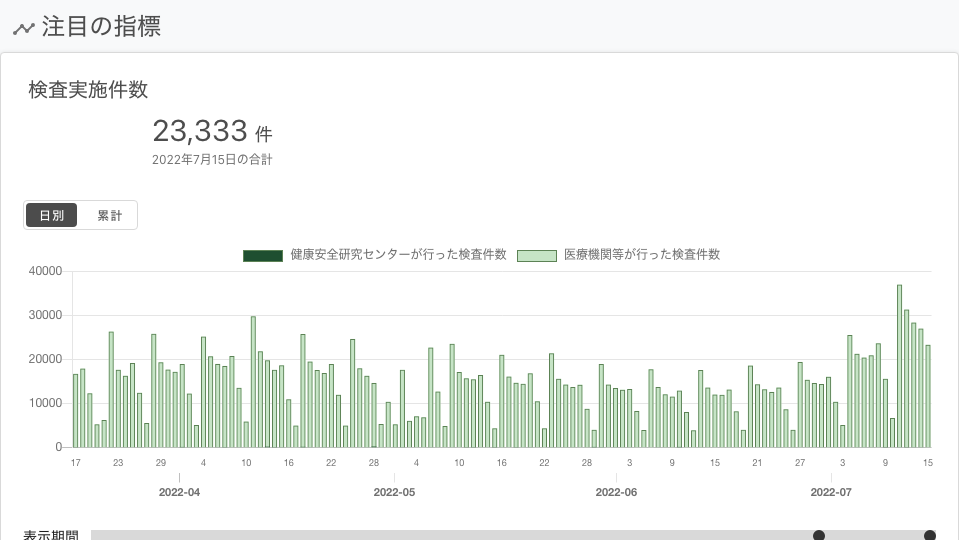 注目の指標
検査実施件数
23,333 件
2022年7月15日の合計
日別 累計
健康安全研究センターが行った検査件数 医療機関等が行った検査件数
40000
30000
20000
10000
0
17 23 29 4 10 16 22 28 4 10 16 22 28 3 9 15 21 27 3 9 15
2022-04 2022-05 2022-06 2022-07
表示期間